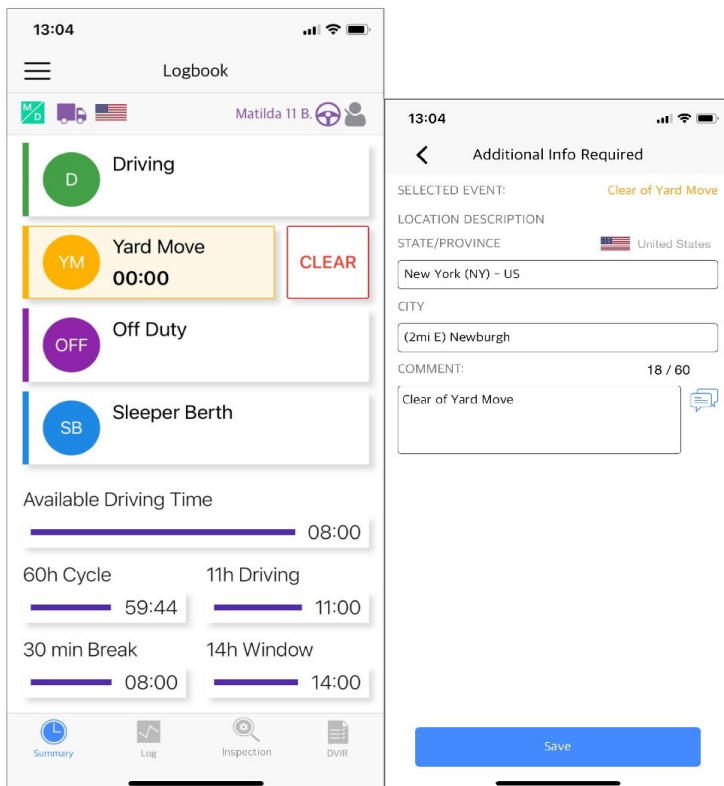 13:04
Logbook
M/D
Matilda 11 B.
D
Driving
YM
Yard Move
00:00
CLEAR
OFF
Off Duty
SB
Sleeper Berth
Available Driving Time
08:00
60h Cycle
11h Driving
59:44
11:00
30 min Break
14h Window
08:00
14:00
Summary
Log
Inspection
DVIR
13:04
Additional Info Required
SELECTED EVENT:
Clear of Yard Move
LOCATION DESCRIPTION
STATE/PROVINCE
United States
New York (NY) - US
CITY
(2mi E) Newburgh
COMMENT:
18 / 60
Clear of Yard Move
Save